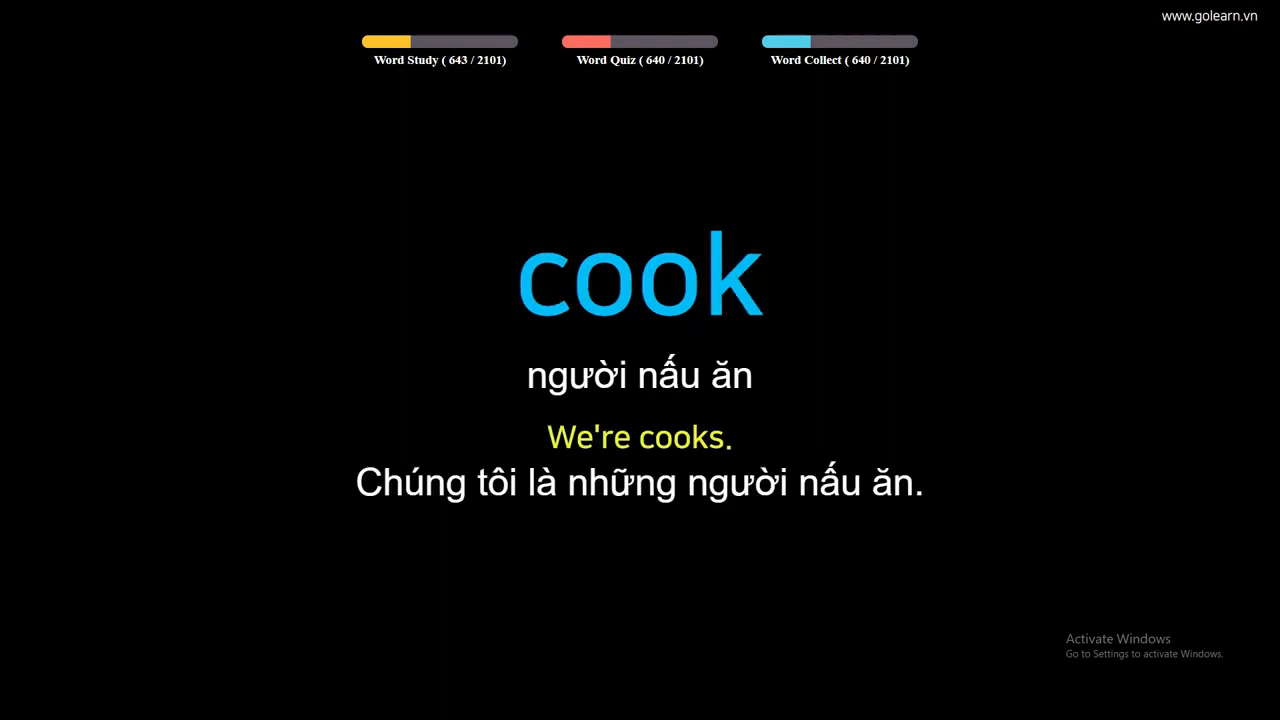 www.golearn.vn
Word Study ( 643 / 2101) Word Quiz ( 640 / 2101) Word Collect ( 640 / 2101)
cook
người nấu ăn
We're cooks.
Chúng tôi là những người nấu ăn.
Activate Windows
Go to Settings to activate Windows.